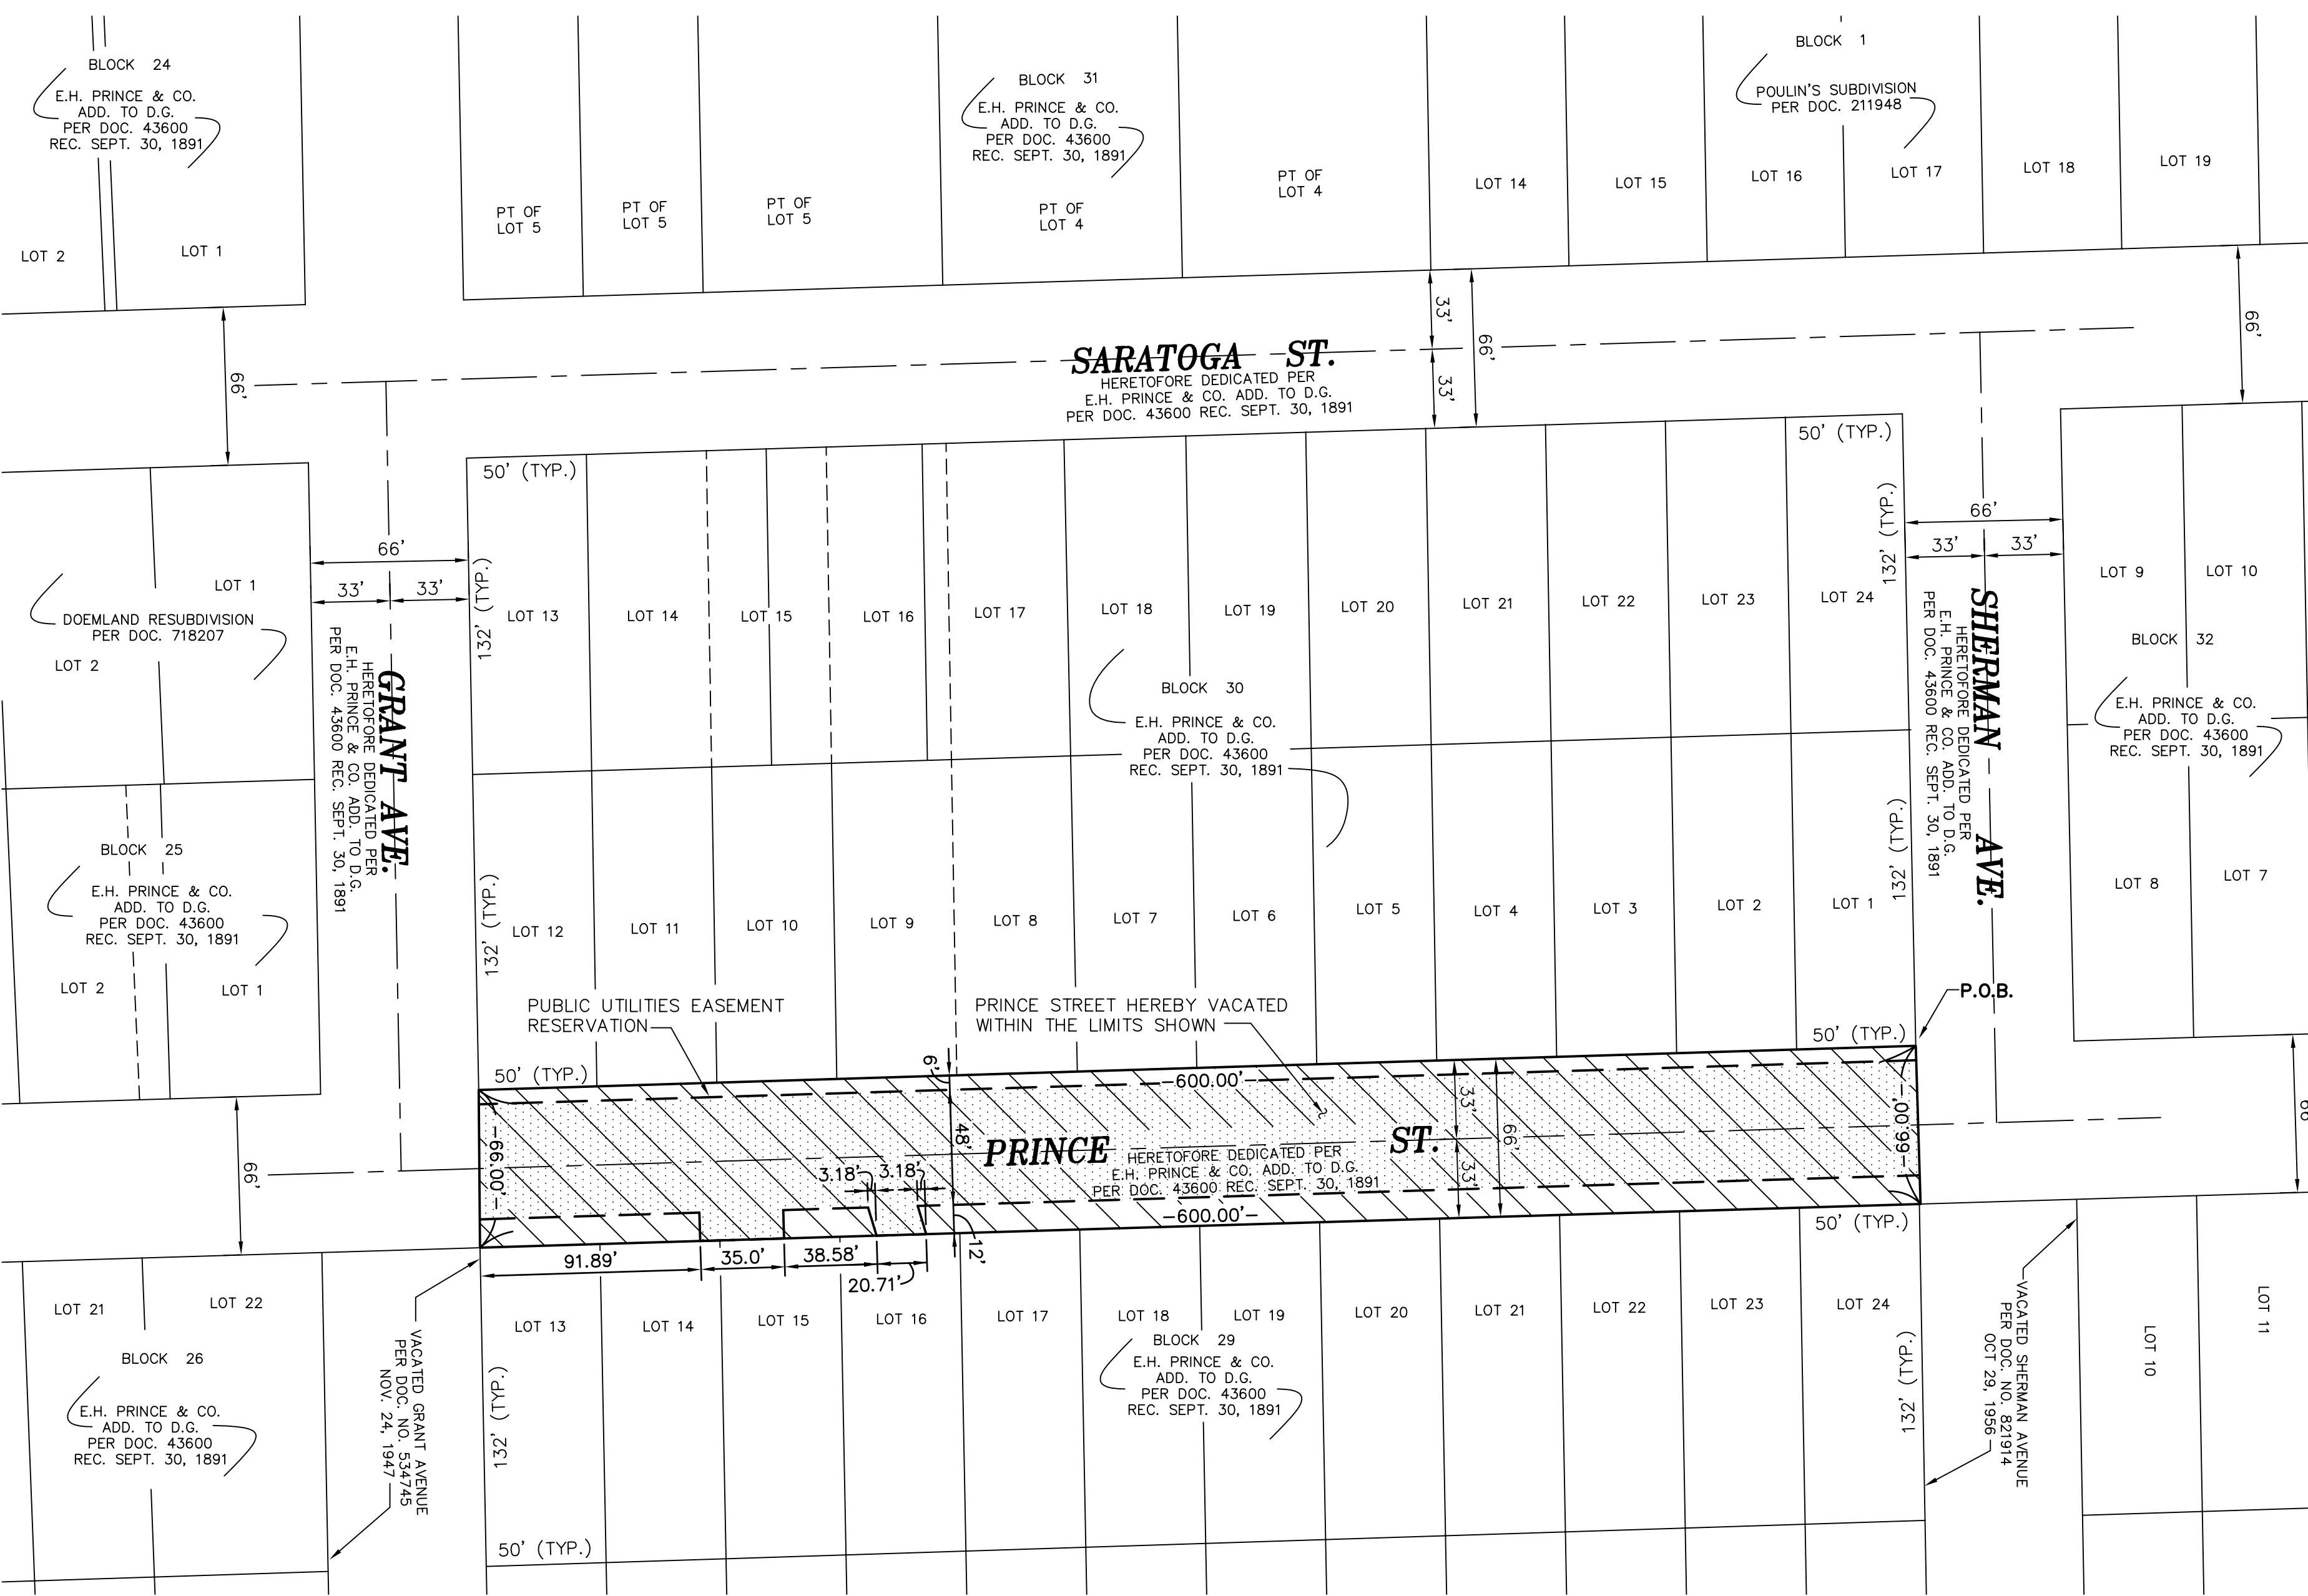 BLOCK 24
E.H. PRINCE & CO.
ADD. TO D.G.
PER DOC. 43600
REC. SEPT. 30, 1891
LOT 2
LOT 1
PT OF
LOT 5
PT OF
LOT 5
PT OF
LOT 5
BLOCK 31
E.H. PRINCE & CO.
ADD. TO D.G.
PER DOC. 43600
REC. SEPT. 30, 1891
PT OF
LOT 4
PT OF
LOT 4
BLOCK 1
POULIN'S SUBDIVISION
PER DOC. 211948
LOT 14
LOT 15
LOT 16
LOT 17
LOT 18
LOT 19
66'
33'
33'
66'
66'
SARATOGA ST.
HERETOFORE DEDICATED PER
E.H. PRINCE & CO. ADD. TO D.G.
PER DOC. 43600 REC. SEPT. 30, 1891
50' (TYP.)
50' (TYP.)
132' (TYP.)
132' (TYP.)
66'
33'
33'
66'
33'
33'
LOT 1
DOEMLAND RESUBDIVISION
PER DOC. 718207
LOT 2
GRANT AVE.
HERETOFORE DEDICATED PER
E.H. PRINCE & CO. ADD. TO D.G.
PER DOC. 43600 REC. SEPT. 30, 1891
LOT 13
LOT 14
LOT 15
LOT 16
LOT 17
LOT 18
LOT 19
LOT 20
LOT 21
LOT 22
LOT 23
LOT 24
BLOCK 30
E.H. PRINCE & CO.
ADD. TO D.G.
PER DOC. 43600
REC. SEPT. 30, 1891
SHERMAN AVE.
HERETOFORE DEDICATED PER
E.H. PRINCE & CO. ADD. TO D.G.
PER DOC. 43600 REC. SEPT. 30, 1891
LOT 9
LOT 10
BLOCK 32
E.H. PRINCE & CO.
ADD. TO D.G.
PER DOC. 43600
REC. SEPT. 30, 1891
LOT 8
LOT 7
BLOCK 25
E.H. PRINCE & CO.
ADD. TO D.G.
PER DOC. 43600
REC. SEPT. 30, 1891
LOT 2
LOT 1
132' (TYP.)
132' (TYP.)
LOT 12
LOT 11
LOT 10
LOT 9
LOT 8
LOT 7
LOT 6
LOT 5
LOT 4
LOT 3
LOT 2
LOT 1
PUBLIC UTILITIES EASEMENT
RESERVATION
PRINCE STREET HEREBY VACATED
WITHIN THE LIMITS SHOWN
P.O.B.
50' (TYP.)
50' (TYP.)
6'
600.00'
33'
66'
33'
66.00'
66.00'
66'
48'
PRINCE ST.
HERETOFORE DEDICATED PER
E.H. PRINCE & CO. ADD. TO D.G.
PER DOC. 43600 REC. SEPT. 30, 1891
3.18'
3.18'
600.00'
12'
91.89'
35.0'
38.58'
20.71'
50' (TYP.)
LOT 21
LOT 22
BLOCK 26
E.H. PRINCE & CO.
ADD. TO D.G.
PER DOC. 43600
REC. SEPT. 30, 1891
VACATED GRANT AVENUE
PER DOC. NO. 534745
NOV. 24, 1947
LOT 13
LOT 14
LOT 15
LOT 16
LOT 17
LOT 18
LOT 19
LOT 20
LOT 21
LOT 22
LOT 23
LOT 24
BLOCK 29
E.H. PRINCE & CO.
ADD. TO D.G.
PER DOC. 43600
REC. SEPT. 30, 1891
132' (TYP.)
132' (TYP.)
50' (TYP.)
VACATED SHERMAN AVENUE
PER DOC. NO. 821914
OCT 29, 1956
LOT 10
LOT 11